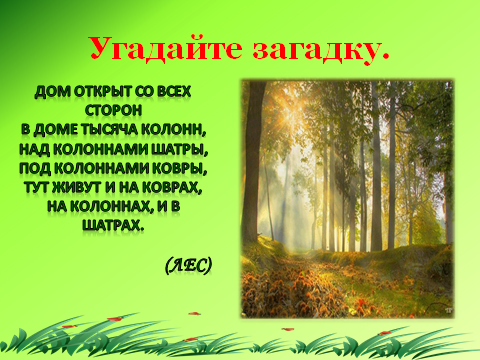 Угадайте загадку.
ДОМ ОТКРЫТ СО ВСЕХ
СТОРОН
В ДОМЕ ТЫСЯЧА КОЛОНН,
НАД КОЛОННАМИ ШАТРЫ,
ПОД КОЛОННАМИ КОВРЫ,
ТУТ ЖИВУТ И НА КОВРАХ,
НА КОЛОННАХ, И В
ШАТРАХ.
(ЛЕС)